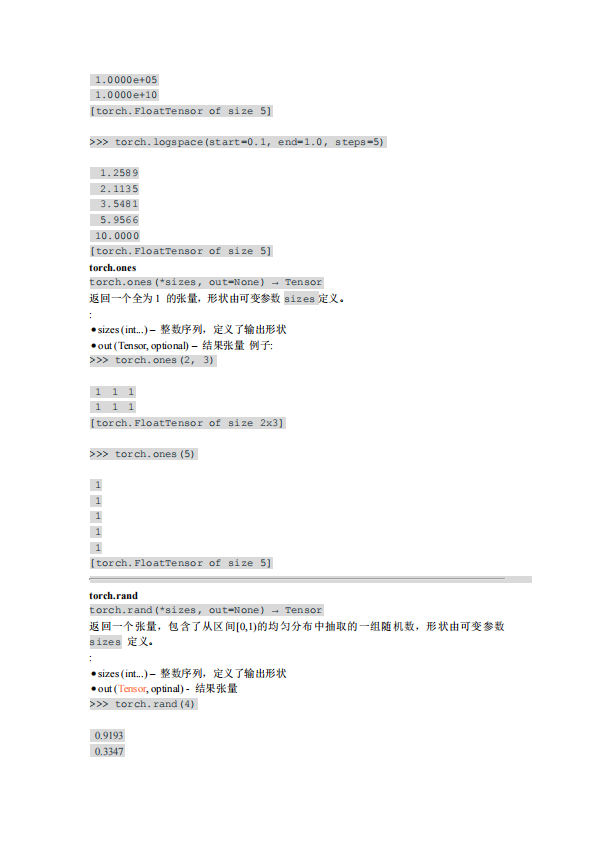 1.0000e+05
1.0000e+10
[torch.FloatTensor of size 5]
>>> torch.logspace(start=0.1, end=1.0, steps=5)
1.2589
2.1135
3.5481
5.9566
10.0000
[torch.FloatTensor of size 5]
torch.ones
torch.ones(*sizes, out=None) → Tensor
返回一个全为1 的张量，形状由可变参数 sizes 定义。
:
●sizes (int...) – 整数序列，定义了输出形状
●out (Tensor, optional) – 结果张量 例子:
>>> torch.ones(2, 3)
1 1 1
1 1 1
[torch.FloatTensor of size 2x3]
>>> torch.ones(5)
1
1
1
1
1
[torch.FloatTensor of size 5]
torch.rand
torch.rand(*sizes, out=None) → Tensor
返回一个张量，包含了从区间[0,1)的均匀分布中抽取的一组随机数，形状由可变参数
sizes 定义。
:
●sizes (int...) – 整数序列，定义了输出形状
●out (Tensor, optinal) - 结果张量
>>> torch.rand(4)
0.9193
0.3347